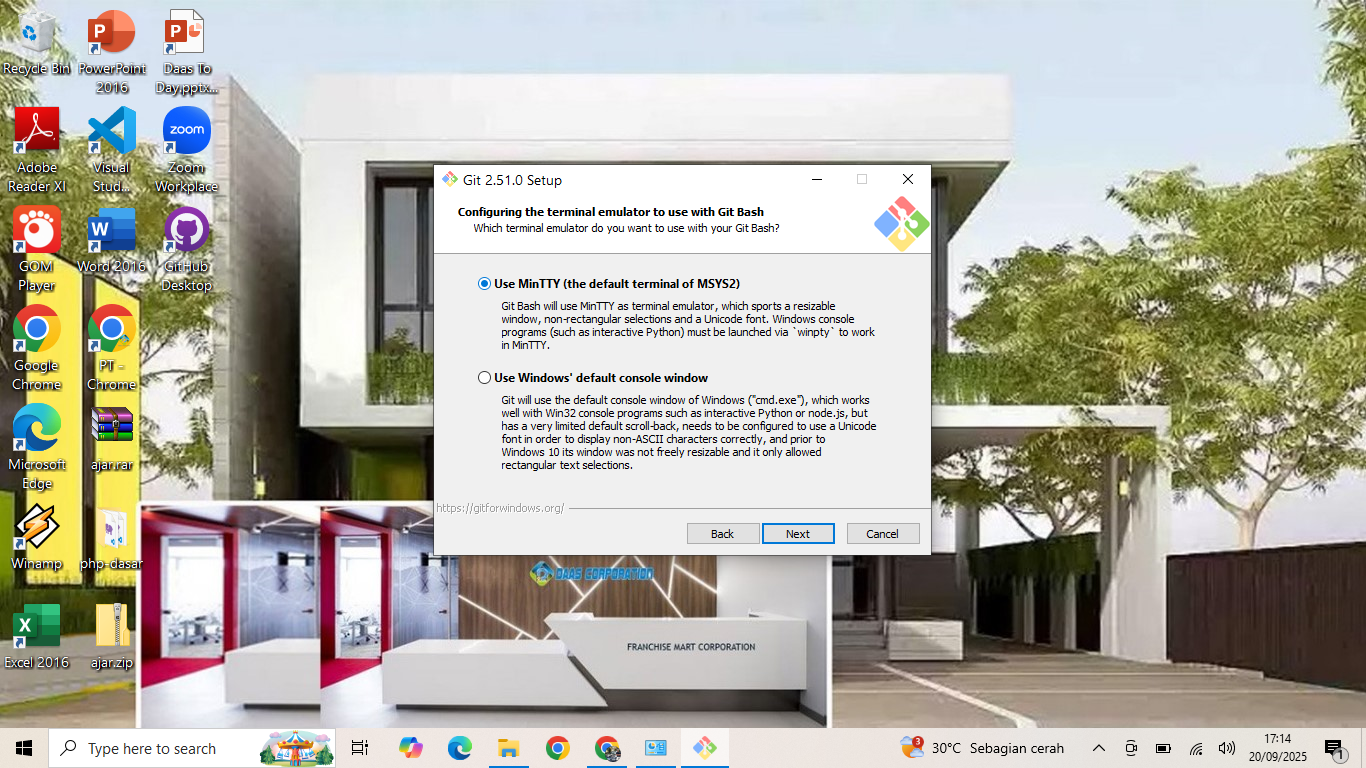 Recycle Bin
PowerPoint
2016
Daas To
Day.pptx...
Adobe
Reader XI
Visual
Stud...
zoom
Zoom
Workplace
GOM
Player
Word 2016
GitHub
Desktop
Google
Chrome
PT -
Chrome
Microsoft
Edge
ajar.rar
Winamp
php-dasar
Excel 2016
ajar.zip
Git 2.51.0 Setup
Configuring the terminal emulator to use with Git Bash
Which terminal emulator do you want to use with your Git Bash?
Use MinTTY (the default terminal of MSYS2)
Git Bash will use MinTTY as terminal emulator, which sports a resizable
window, non-rectangular selections and a Unicode font. Windows console
programs (such as interactive Python) must be launched via `winpty` to work
in MinTTY.
Use Windows' default console window
Git will use the default console window of Windows ("cmd.exe"), which works
well with Win32 console programs such as interactive Python or node.js, but
has a very limited default scroll-back, needs to be configured to use a Unicode
font in order to display non-ASCII characters correctly, and prior to
Windows 10 its window was not freely resizable and it only allowed
rectangular text selections.
https://gitforwindows.org/
Back
Next
Cancel
DAAS CORPORATION
FRANCHISE MART CORPORATION
Type here to search
3
30°C Sebagian cerah
17:14
20/09/2025
1